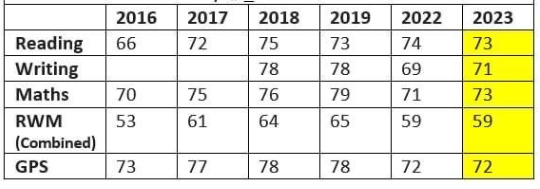 2016 2017 2018 2019 2022 2023
Reading 66 72 75 73 74 73
Writing 78 78 69 71
Maths 70 75 76 79 71 73
RWM 53 61 64 65 59 59
(Combined)
GPS 73 77 78 78 72 72